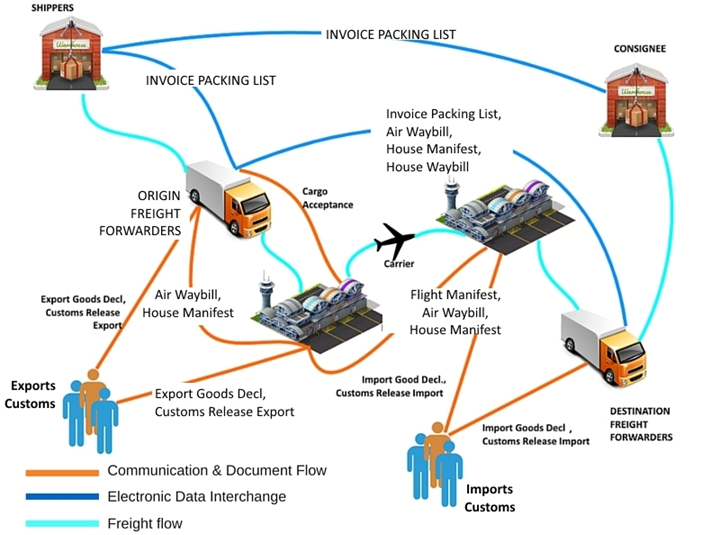 SHIPPERS
INVOICE PACKING LIST
CONSIGNEE
Warehouse
INVOICE PACKING LIST
Warehouse
Invoice Packing List,
Air Waybill,
House Manifest,
House Waybill
ORIGIN
FREIGHT
FORWARDERS
Cargo
Acceptance
Carrier
Export Goods Decl,
Customs Release
Export
Air Waybill,
House Manifest
Flight Manifest,
Air Waybill,
House Manifest
Exports
Customs
Export Goods Decl,
Customs Release Export
Import Good Decl.,
Customs Release Import
Import Goods Decl ,
Customs Release Import
DESTINATION
FREIGHT
FORWARDERS
Imports
Customs
Communication & Document Flow
Electronic Data Interchange
Freight flow